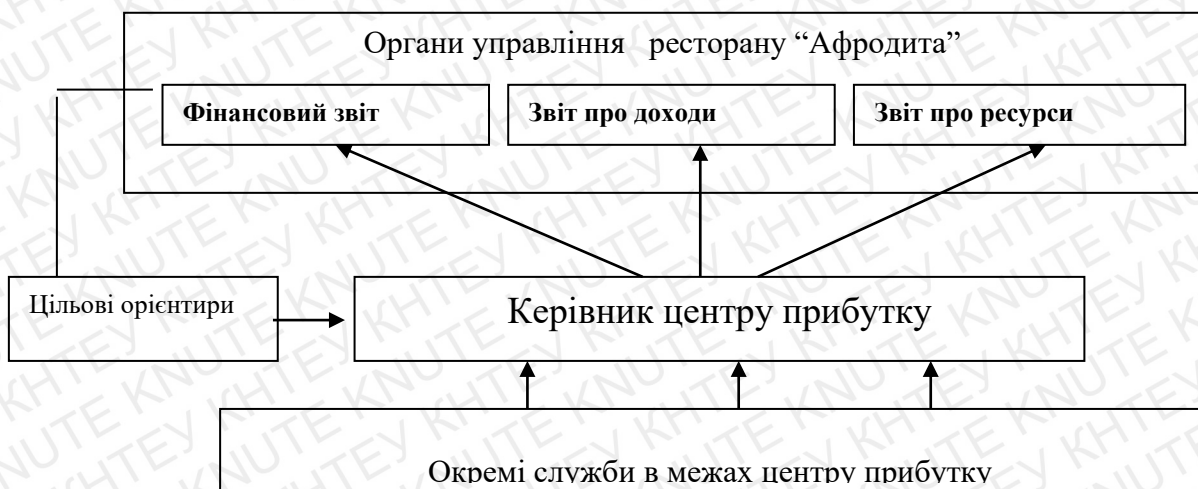 Органи управління ресторану “Афродита”
Фінансовий звіт
Звіт про доходи
Звіт про ресурси
Цільові орієнтири
Керівник центру прибутку
Окремі служби в межах центру прибутку